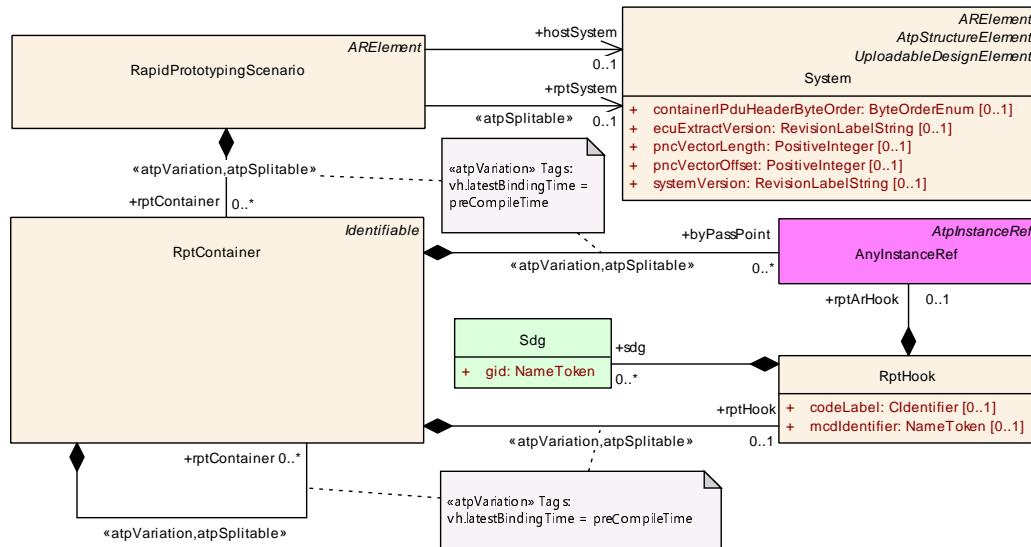 ARElement
RapidPrototypingScenario
+hostSystem
0..1
+rptSystem
0..1
«atpSplitable»
ARElement
AtpStructureElement
UploadableDesignElement
System
+ containerIPduHeaderByteOrder: ByteOrderEnum [0..1]
+ ecuExtractVersion: RevisionLabelString [0..1]
+ pncVectorLength: PositiveInteger [0..1]
+ pncVectorOffset: PositiveInteger [0..1]
+ systemVersion: RevisionLabelString [0..1]
«atpVariation,atpSplitable»
+rptContainer 0..*
«atpVariation» Tags:
vh.latestBindingTime =
preCompileTime
Identifiable
RptContainer
+byPassPoint
«atpVariation,atpSplitable»
0..*
AtpInstanceRef
AnyInstanceRef
+rptArHook 0..1
Sdg
+ gid: NameToken
+sdg
0..*
RptHook
+ codeLabel: CIdentifier [0..1]
+ mcdIdentifier: NameToken [0..1]
+rptHook
«atpVariation,atpSplitable»
0..1
+rptContainer 0..*
«atpVariation,atpSplitable»
«atpVariation» Tags:
vh.latestBindingTime = preCompileTime